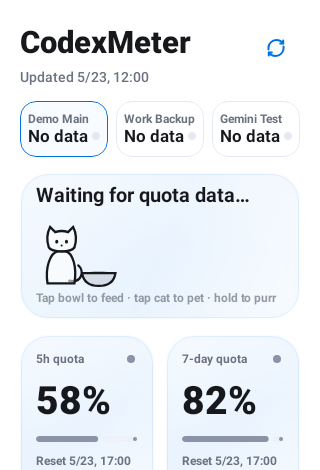 CodexMeter
Updated 5/23, 12:00
Demo Main
No data
Work Backup
No data
Gemini Test
No data
Waiting for quota data...
Tap bowl to feed · tap cat to pet · hold to purr
5h quota
58%
Reset 5/23, 17:00
7-day quota
82%
Reset 5/23, 17:00